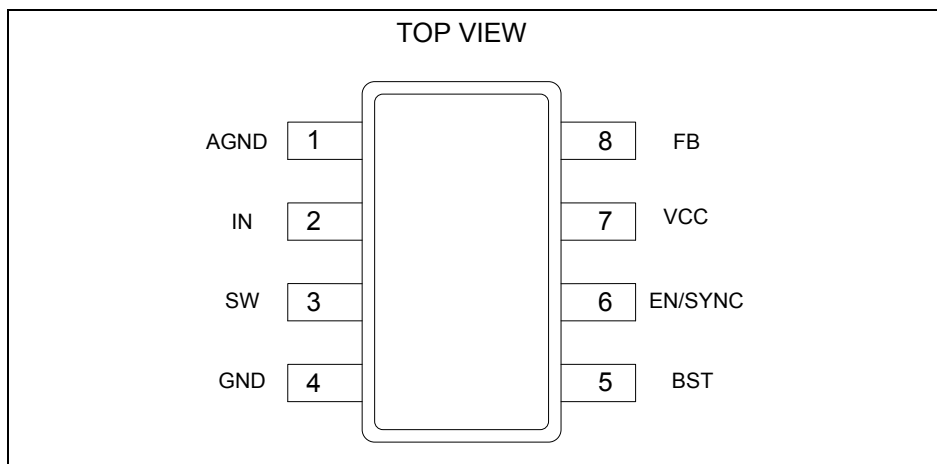 TOP VIEW
AGND 1 8 FB
IN 2 7 VCC
SW 3 6 EN/SYNC
GND 4 5 BST